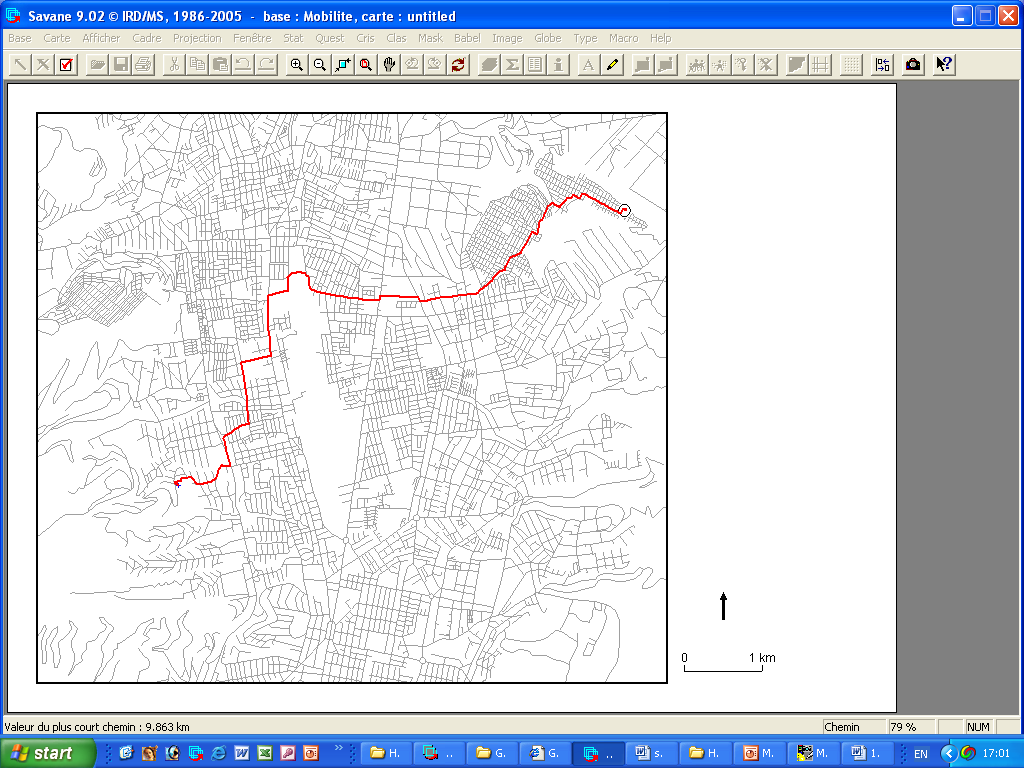 Savane 9.02 © IRD/MS, 1986-2005 - base : Mobilite, carte : untitled
Base Carte Afficher Cadre Projection Fenêtre Stat Quest Cris Clas Mask Babel Image Globe Type Macro Help
0 1 km
Valeur du plus court chemin : 9.863 km Chemin 79 % NUM
start H. .. G. G. .. s. H. M. M. 1. EN 17:01